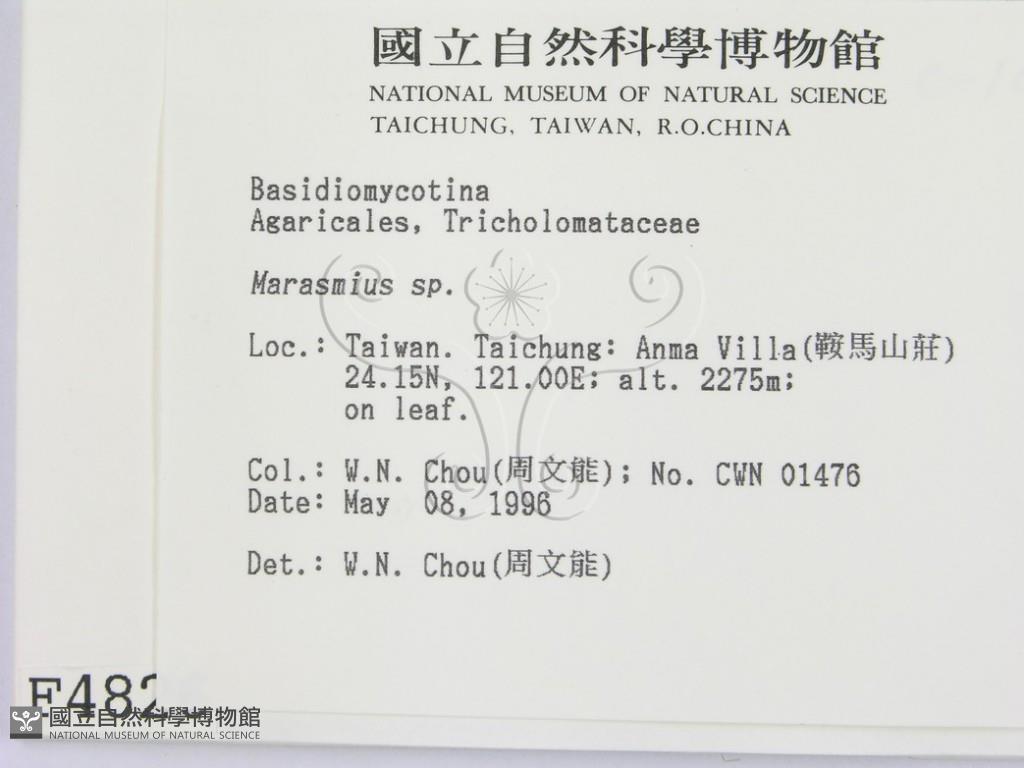 國立自然科學博物館
NATIONAL MUSEUM OF NATURAL SCIENCE
TAICHUNG, TAIWAN, R.O.CHINA
Basidiomycotina
Agaricales, Tricholomataceae
Marasmius sp.
Loc.: Taiwan. Taichung: Anma Villa(鞍馬山莊)
24.15N, 121.00E; alt. 2275m;
on leaf.
Col.: W.N. Chou(周文能); No. CWN 01476
Date: May 08, 1996
Det.: W.N. Chou(周文能)
F482
國立自然科學博物館
NATIONAL MUSEUM OF NATURAL SCIENCE